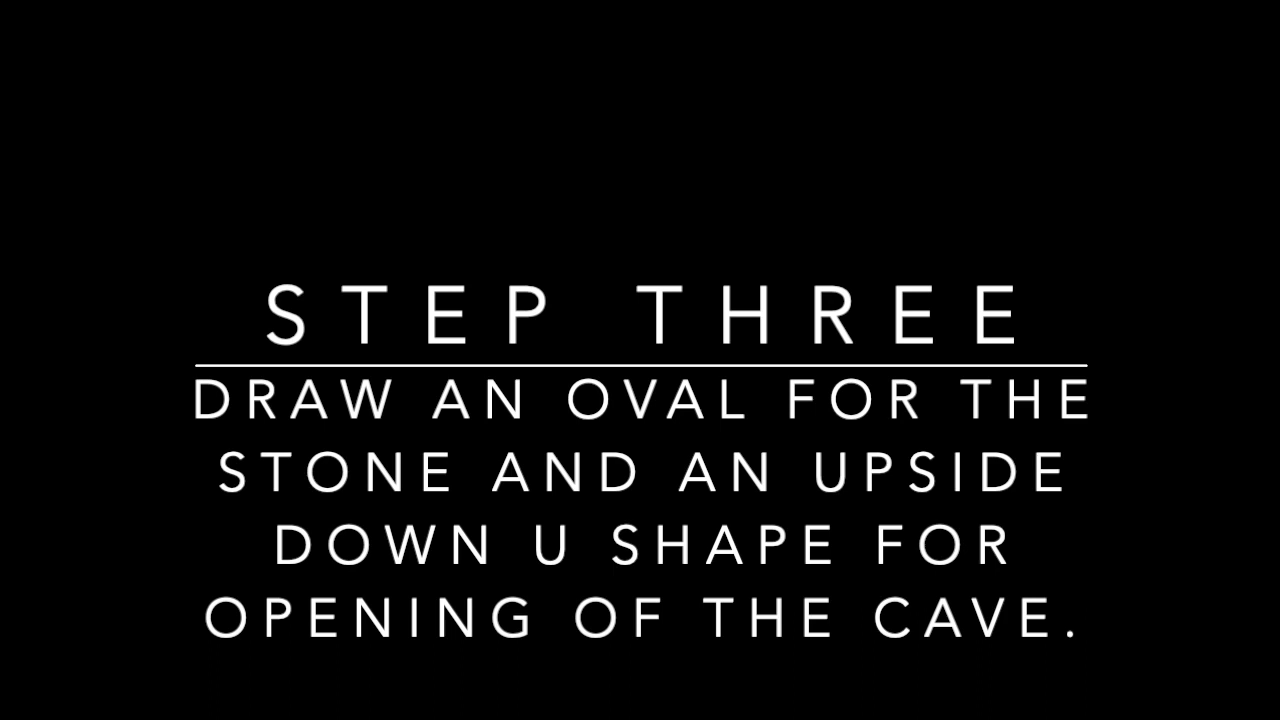 STEP THREE
DRAW AN OVAL FOR THE
STONE AND AN UPSIDE
DOWN U SHAPE FOR
OPENING OF THE CAVE.